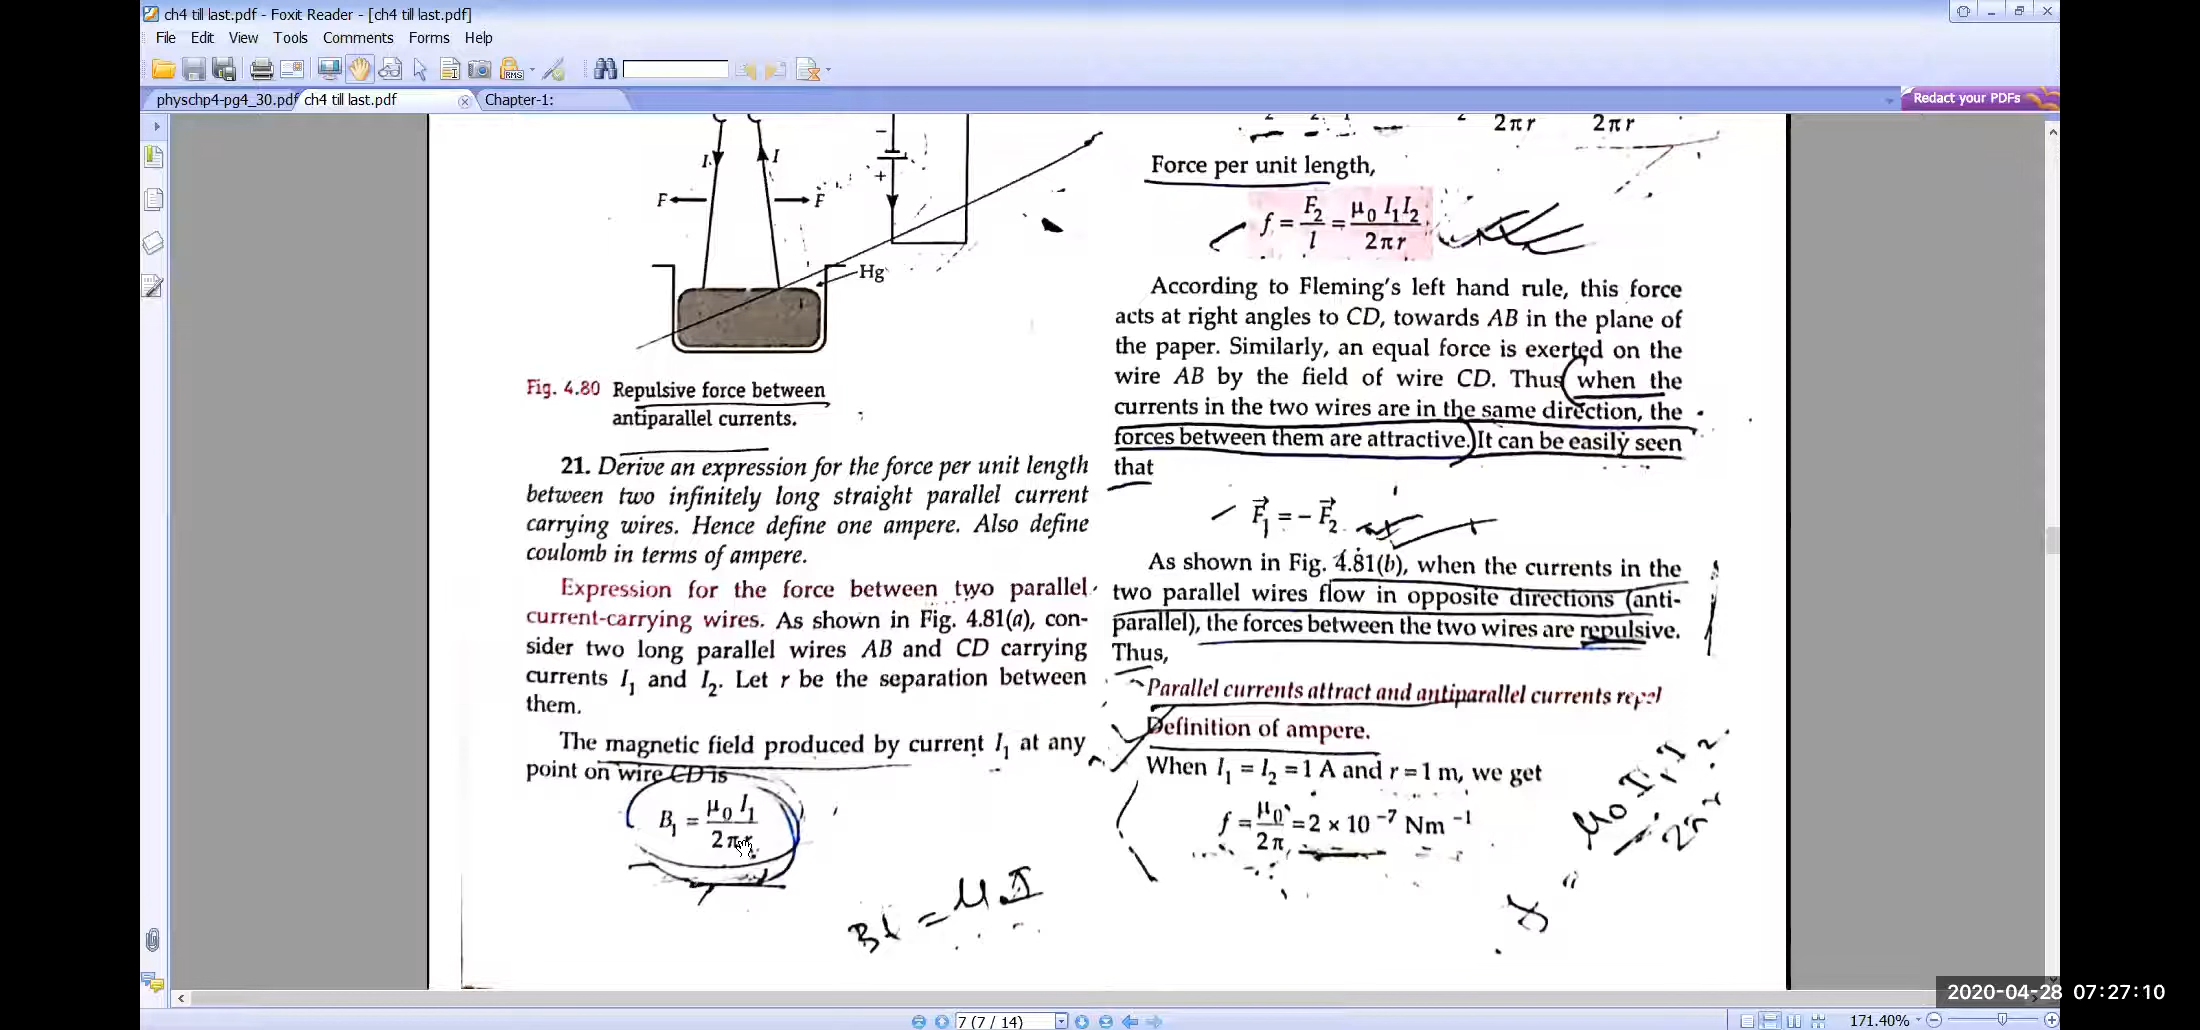 ch4 till last.pdf - Foxit Reader - [ch4 till last.pdf]
File Edit View Tools Comments Forms Help
physchp4-pg4_30.pdf ch4 till last.pdf Chapter-1:
Redact your PDFs
I I
F F
Hg
Fig. 4.80 Repulsive force between
antiparallel currents.
21. Derive an expression for the force per unit length
between two infinitely long straight parallel current
carrying wires. Hence define one ampere. Also define
coulomb in terms of ampere.
Expression for the force between two parallel
current-carrying wires. As shown in Fig. 4.81(a), con-
sider two long parallel wires AB and CD carrying
currents I₁ and I₂. Let r be the separation between
them.
The magnetic field produced by current I₁ at any
point on wire CD is
B₁ = μ₀ I₁ / 2πr
2πr 2πr
Force per unit length,
f = F₂ / l = μ₀ I₁ I₂ / 2πr
According to Fleming's left hand rule, this force
acts at right angles to CD, towards AB in the plane of
the paper. Similarly, an equal force is exerted on the
wire AB by the field of wire CD. Thus when the
currents in the two wires are in the same direction, the
forces between them are attractive. It can be easily seen
that
F⃗₁ = – F⃗₂
As shown in Fig. 4.81(b), when the currents in the
two parallel wires flow in opposite directions (anti-
parallel), the forces between the two wires are repulsive.
Thus,
Parallel currents attract and antiparallel currents repel
Definition of ampere.
When I₁ = I₂ = 1 A and r = 1 m, we get
f = μ₀ / 2π = 2 × 10⁻⁷ Nm⁻¹
μ₀ I₁ I₂
2π
2020-04-28 07:27:10
7 (7 / 14)
171.40%